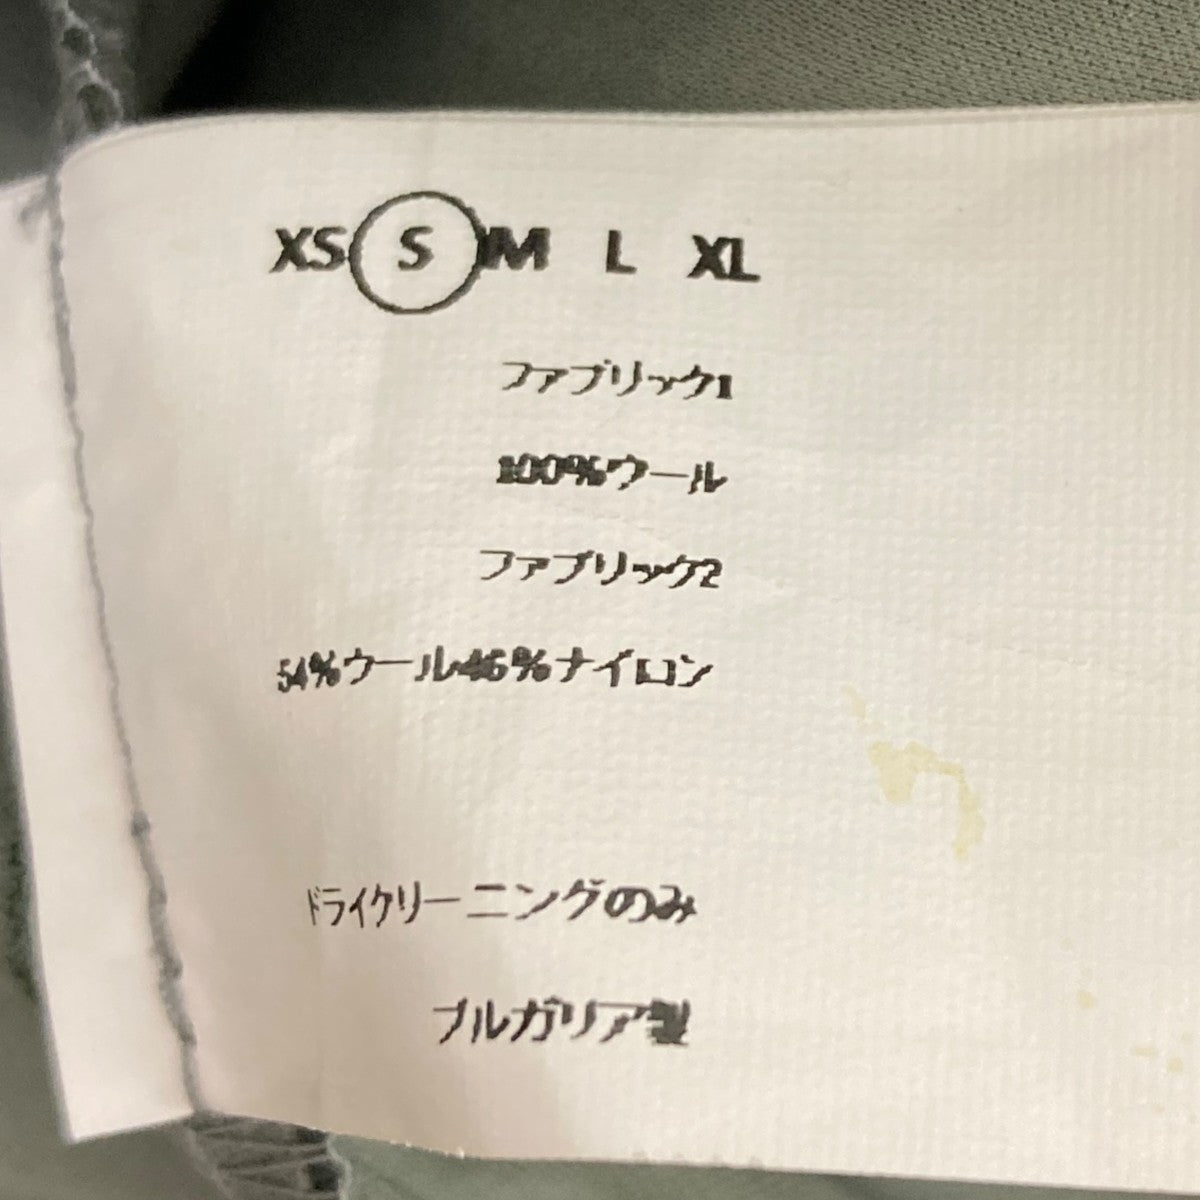 XS S M L XL
ファブリック1
100%ウール
ファブリック2
54%ウール46%ナイロン
ドライクリーニングのみ
ブルガリア製